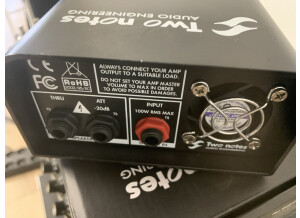 Two notes
AUDIO ENGINEERING
ALWAYS CONNECT YOUR AMP
OUTPUT TO A SUITABLE LOAD.
DO NOT SET YOUR AMP MASTER
VOLUME TO MAX IN ORDER
TO AVOID POSSIBLE DAMAGES.
CE
FC
RoHS
THRU
ATT
-20dB
INPUT
100W RMS MAX
Two notes
Two notes